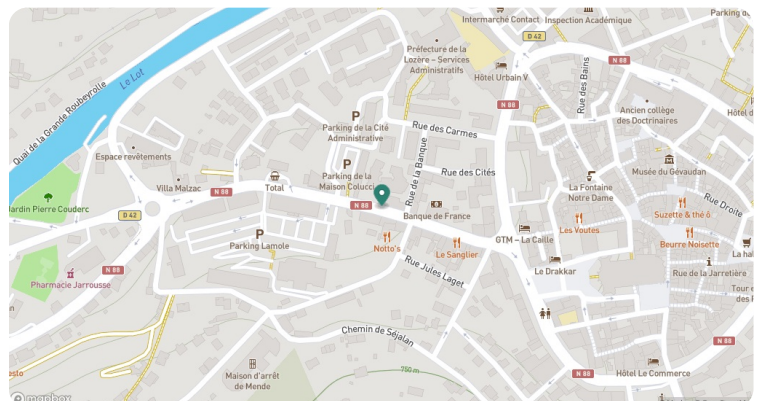 Intermarché Contact
Inspection Académique
Parking d
D 42
Préfecture de la
Lozère – Services
Administratifs
Le Lot
N 88
Hôtel Urbain V
Rue des Bains
Quai de la Grande Roubeyrolle
N 88
Ancien collège
des Doctrinaires
Hôtel d
P
Parking de la Cité
Administrative
Rue des Carmes
Espace revêtements
Rue de la Banque
Musée du Gévaudan
P
Parking de la
Maison Colucci
Rue des Cités
Villa Malzac
Total
N 88
La Fontaine
Notre Dame
Rue Droite
Jardin Pierre Couderc
D 42
N 88
Banque de France
Suzette & thé ô
Les Voutes
P
Parking Lamole
Notto's
Le Sanglier
GTM – La Caille
Beurre Noisette
La hal
N 88
Pharmacie Jarrousse
Rue Jules Laget
Le Drakkar
Rue de la Jarretière
Tour e
des P
Chemin de Séjalan
N 88
750 m
Maison d'arrêt
de Mende
N 88
Hôtel Le Commerce
esto
mapbox